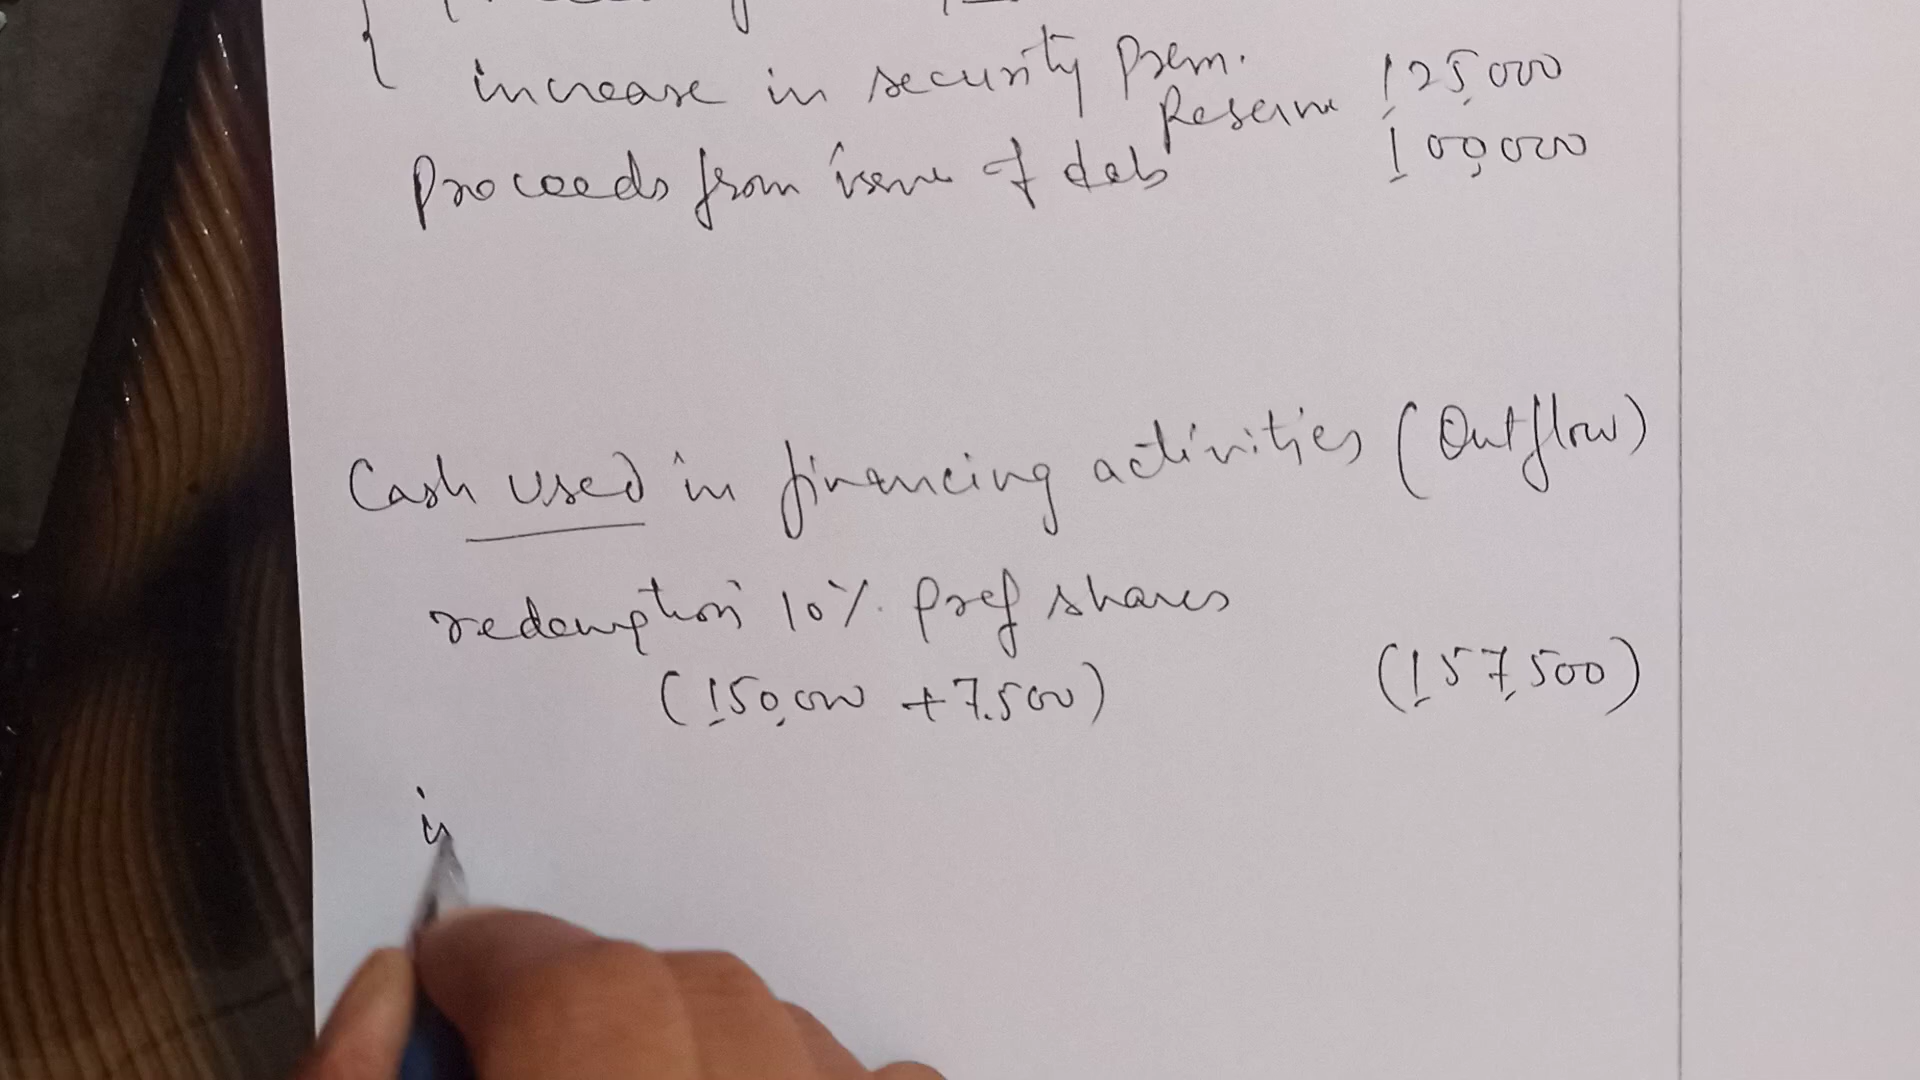 increase in security Prem.
Reserve 125,000
Proceeds from issue of deb 100,000
Cash used in financing activities (Outflow)
redemption 10% Pref shares
(150,000 + 7.500) (157,500)
in